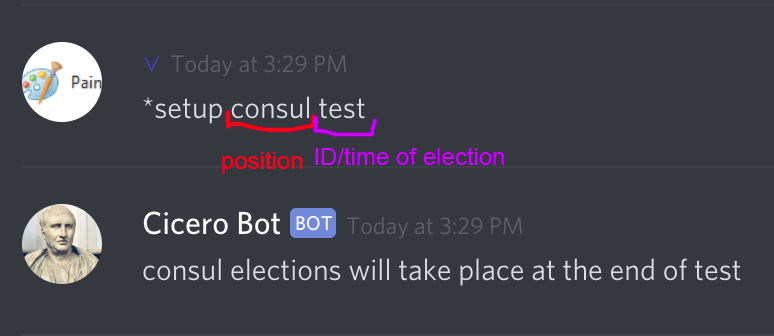 V Today at 3:29 PM
Pain
*setup consul test
position ID/time of election
Cicero Bot BOT Today at 3:29 PM
consul elections will take place at the end of test